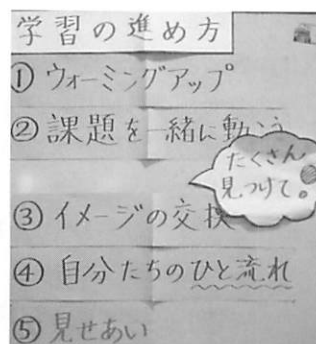 学習の進め方
① ウォーミングアップ
② 課題を一緒に動こう
たくさん
見つけて。
③ イメージの交換
④ 自分たちのひと流れ
⑤ 見せあい